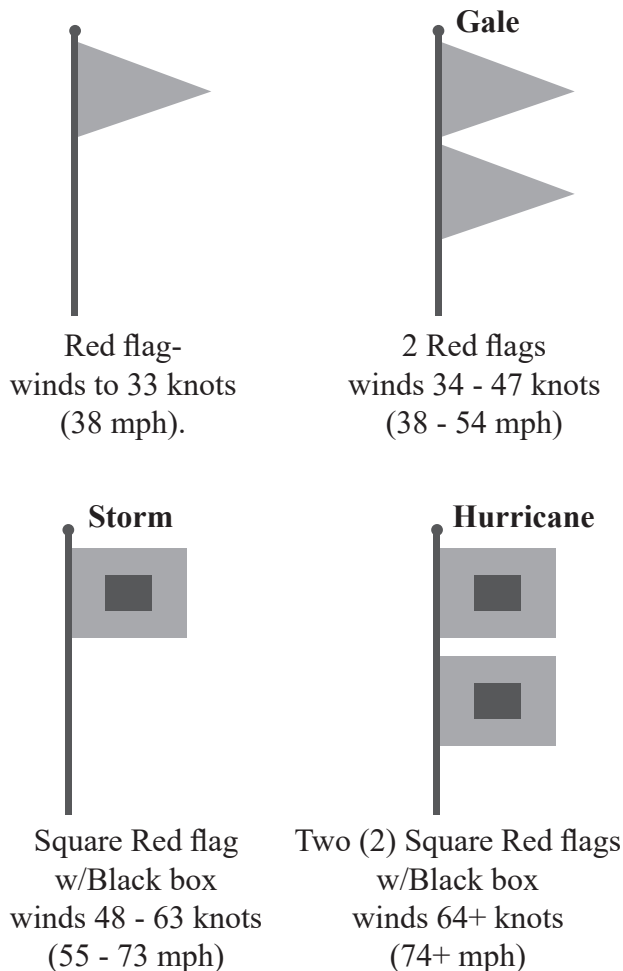 Gale
Red flag-
winds to 33 knots
(38 mph).
2 Red flags
winds 34 - 47 knots
(38 - 54 mph)
Storm
Hurricane
Square Red flag
w/Black box
winds 48 - 63 knots
(55 - 73 mph)
Two (2) Square Red flags
w/Black box
winds 64+ knots
(74+ mph)